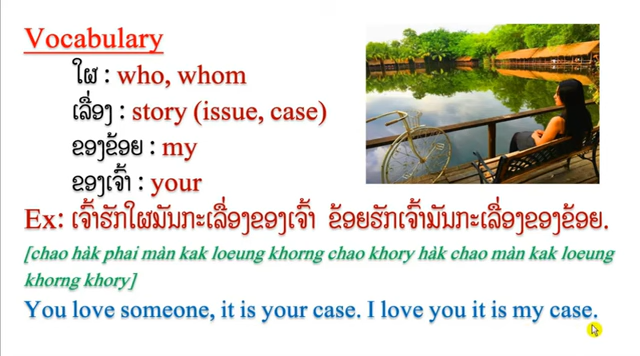 Vocabulary
ໃຜ : who, whom
ເລື່ອງ : story (issue, case)
ຂອງຂ້ອຍ : my
ຂອງເຈົ້າ : your
Ex: ເຈົ້າຮັກໃຜມັນກະເລື່ອງຂອງເຈົ້າ ຂ້ອຍຮັກເຈົ້າມັນກະເລື່ອງຂອງຂ້ອຍ.
[chao hàk phai màn kak loeung khorng chao khory hàk chao màn kak loeung
khorng khory]
You love someone, it is your case. I love you it is my case.